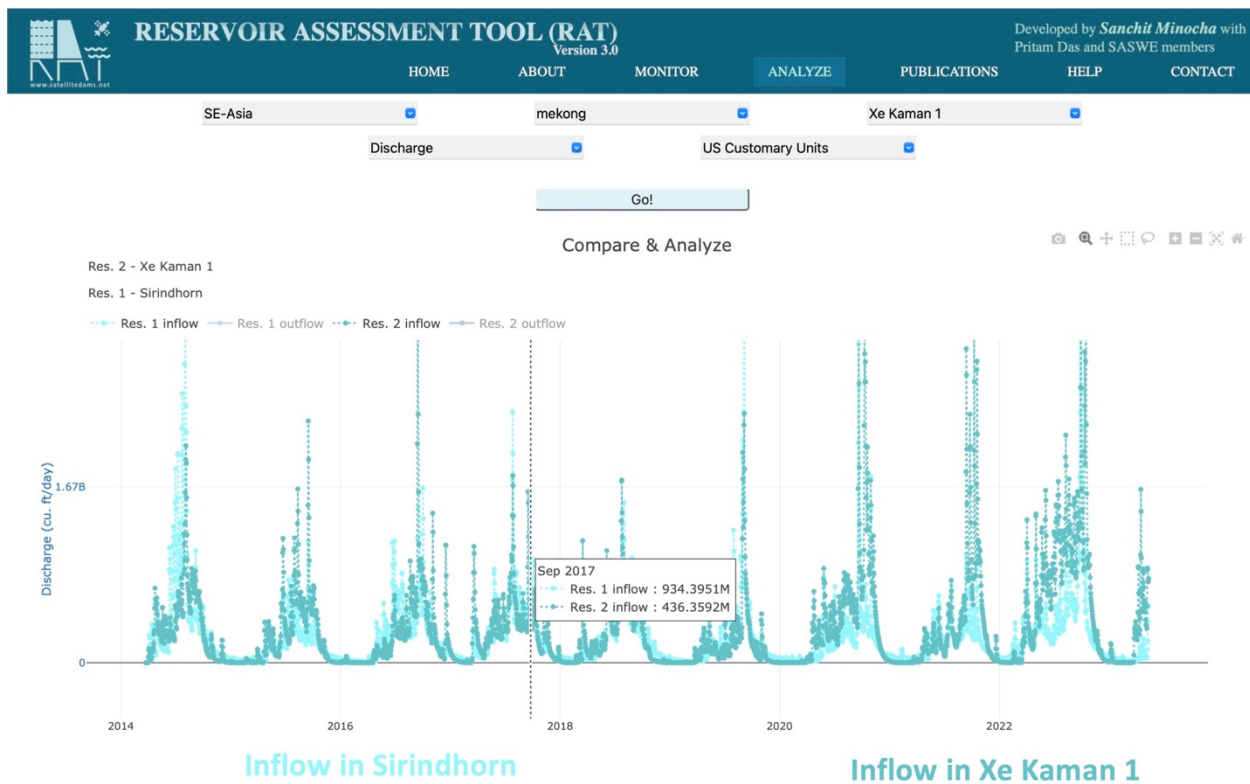 RESERVOIR ASSESSMENT TOOL (RAT)
Version 3.0
Developed by Sanchit Minocha with
Pritam Das and SASWE members
RAT
www.satellitedams.net
HOME ABOUT MONITOR ANALYZE PUBLICATIONS HELP CONTACT
SE-Asia mekong Xe Kaman 1
Discharge US Customary Units
Go!
Compare & Analyze
Res. 2 - Xe Kaman 1
Res. 1 - Sirindhorn
Res. 1 inflow Res. 1 outflow Res. 2 inflow Res. 2 outflow
Discharge (cu. ft/day)
1.67B
0
Sep 2017
Res. 1 inflow : 934.3951M
Res. 2 inflow : 436.3592M
2014 2016 2018 2020 2022
Inflow in Sirindhorn Inflow in Xe Kaman 1